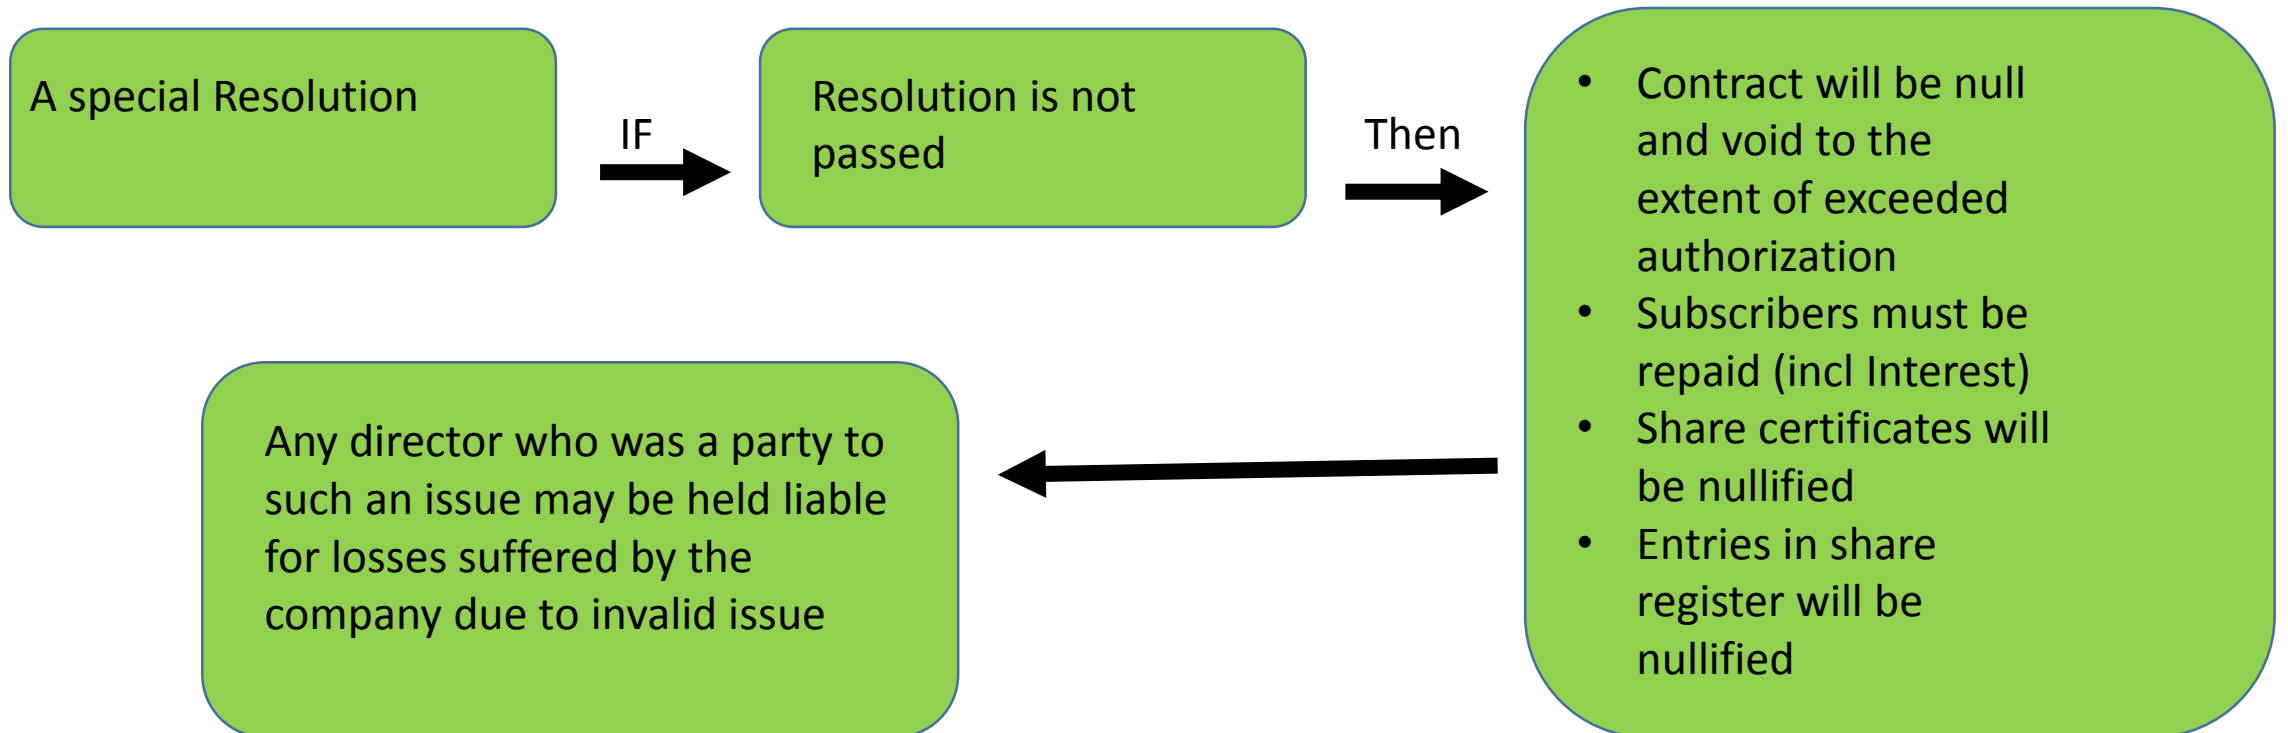 A special Resolution
IF
Resolution is not
passed
Then
• Contract will be null
and void to the
extent of exceeded
authorization
• Subscribers must be
repaid (incl Interest)
• Share certificates will
be nullified
• Entries in share
register will be
nullified
Any director who was a party to
such an issue may be held liable
for losses suffered by the
company due to invalid issue